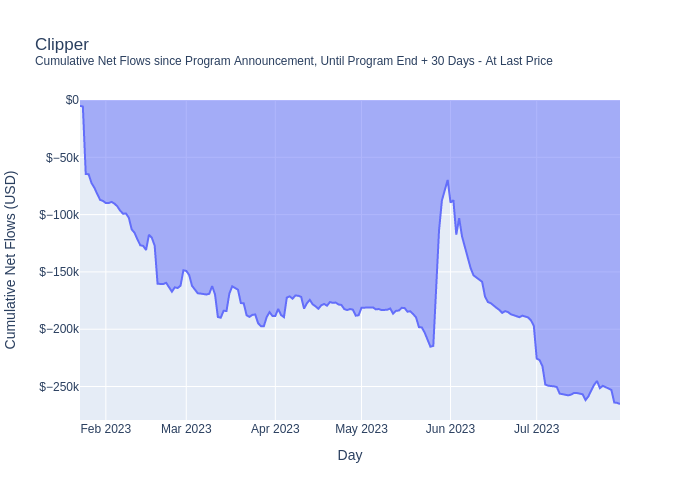 Clipper
Cumulative Net Flows since Program Announcement, Until Program End + 30 Days - At Last Price
$0
$−50k
$−100k
$−150k
$−200k
$−250k
Cumulative Net Flows (USD)
Feb 2023
Mar 2023
Apr 2023
May 2023
Jun 2023
Jul 2023
Day